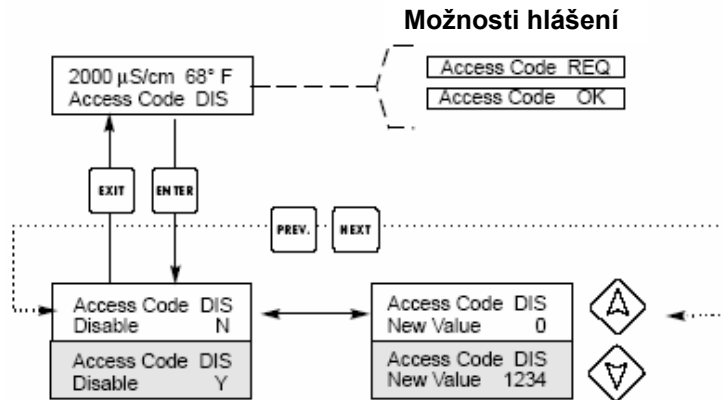 Možnosti hlášení
2000 µS/cm 68° F
Access Code DIS
Access Code REQ
Access Code OK
EXIT
ENTER
PREV.
NEXT
Access Code DIS
Disable N
Access Code DIS
Disable Y
Access Code DIS
New Value 0
Access Code DIS
New Value 1234